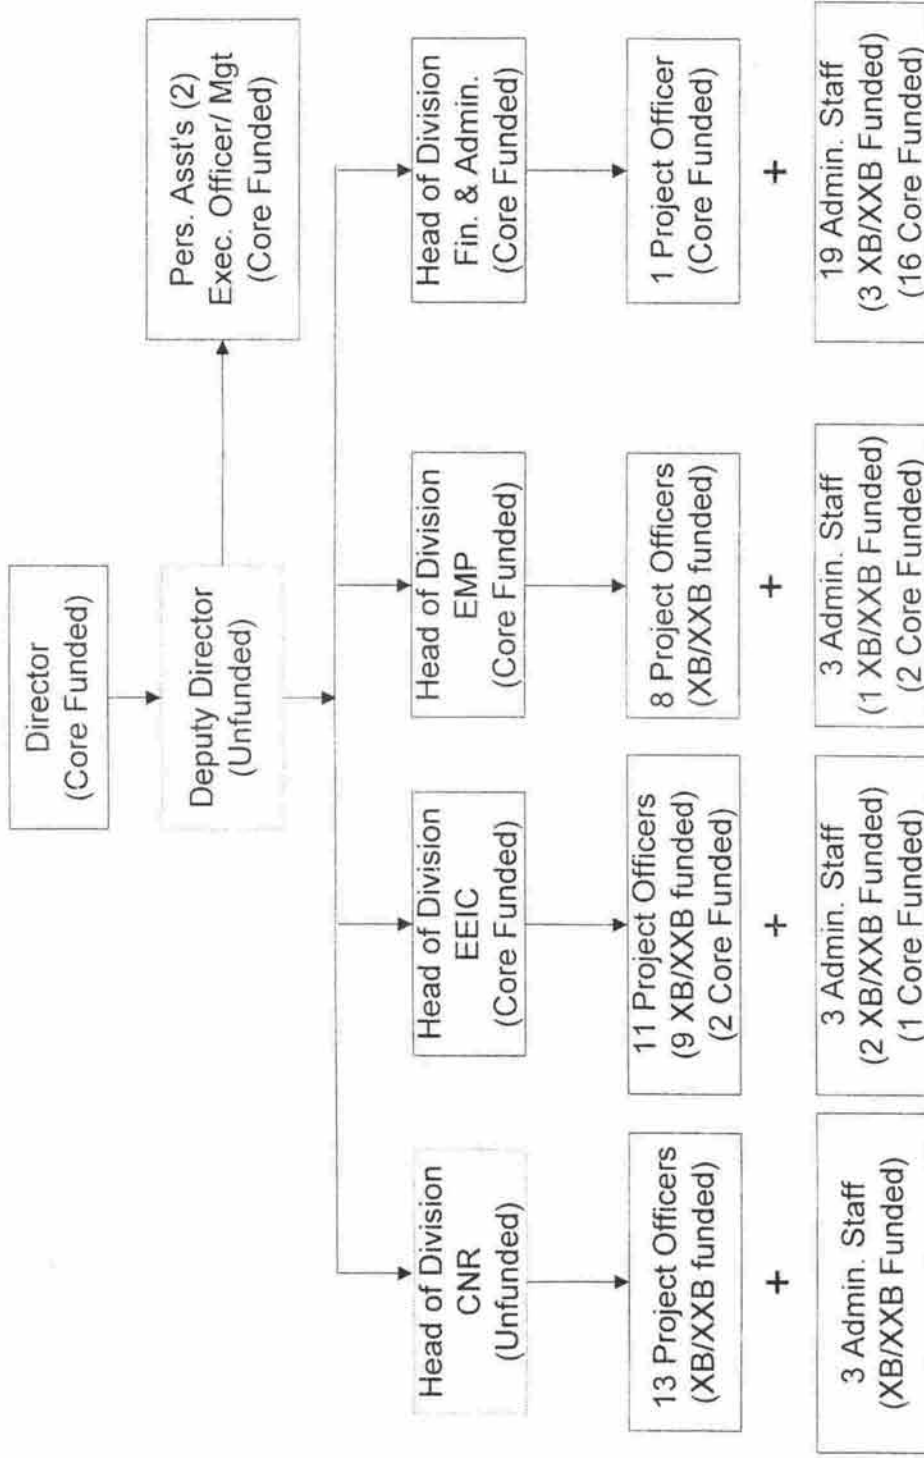 Director
(Core Funded)
Deputy Director
(Unfunded)
Pers. Asst's (2)
Exec. Officer/ Mgt
(Core Funded)
Head of Division
CNR
(Unfunded)
Head of Division
EEIC
(Core Funded)
Head of Division
EMP
(Core Funded)
Head of Division
Fin. & Admin.
(Core Funded)
13 Project Officers
(XB/XXB funded)
11 Project Officers
(9 XB/XXB funded)
(2 Core Funded)
8 Project Officers
(XB/XXB funded)
1 Project Officer
(Core Funded)
+
+
+
+
3 Admin. Staff
(XB/XXB Funded)
3 Admin. Staff
(2 XB/XXB Funded)
(1 Core Funded)
3 Admin. Staff
(1 XB/XXB Funded)
(2 Core Funded)
19 Admin. Staff
(3 XB/XXB Funded)
(16 Core Funded)